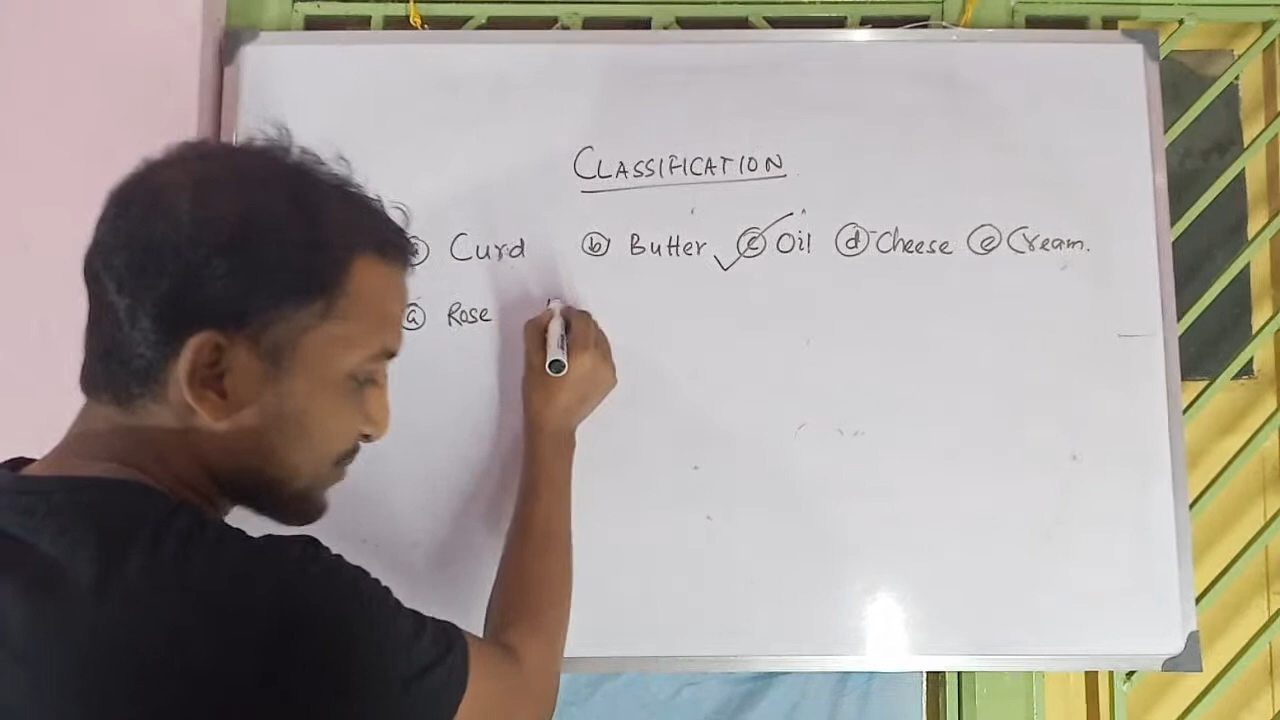 CLASSIFICATION
ⓐ Curd ⓑ Butter ✓ⓒ Oil ⓓ Cheese ⓔ Cream.
ⓐ Rose